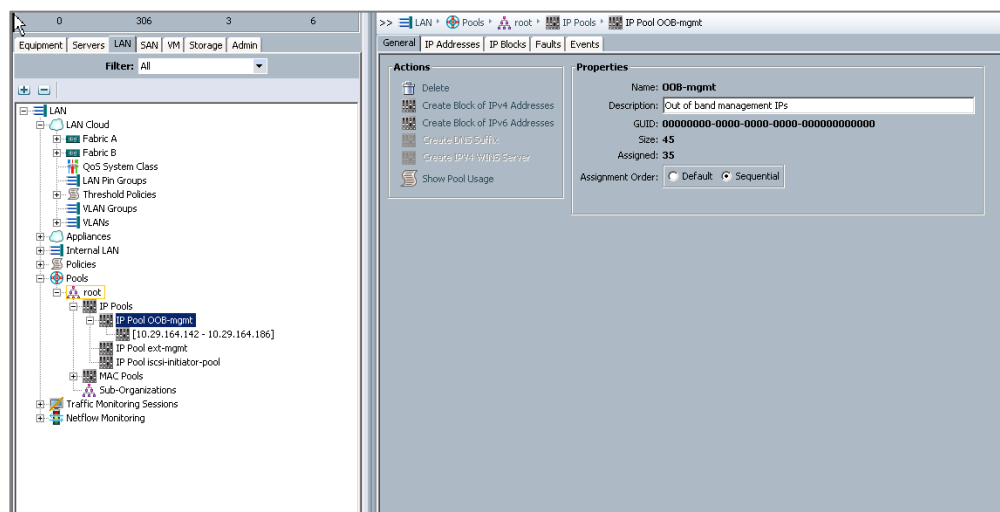 0 306 3 6
>> LAN Pools root IP Pools IP Pool OOB-mgmt
Equipment Servers LAN SAN VM Storage Admin
General IP Addresses IP Blocks Faults Events
Filter: All
LAN
LAN Cloud
Fabric A
Fabric B
QoS System Class
LAN Pin Groups
Threshold Policies
VLAN Groups
VLANs
Appliances
Internal LAN
Policies
Pools
root
IP Pools
IP Pool OOB-mgmt
[10.29.164.142 - 10.29.164.186]
IP Pool ext-mgmt
IP Pool iscsi-initiator-pool
MAC Pools
Sub-Organizations
Traffic Monitoring Sessions
Netflow Monitoring
Actions
Delete
Create Block of IPv4 Addresses
Create Block of IPv6 Addresses
Create DNS Suffix
Create IPV4 WINS Server
Show Pool Usage
Properties
Name: OOB-mgmt
Description: Out of band management IPs
GUID: 00000000-0000-0000-0000-000000000000
Size: 45
Assigned: 35
Assignment Order: Default Sequential